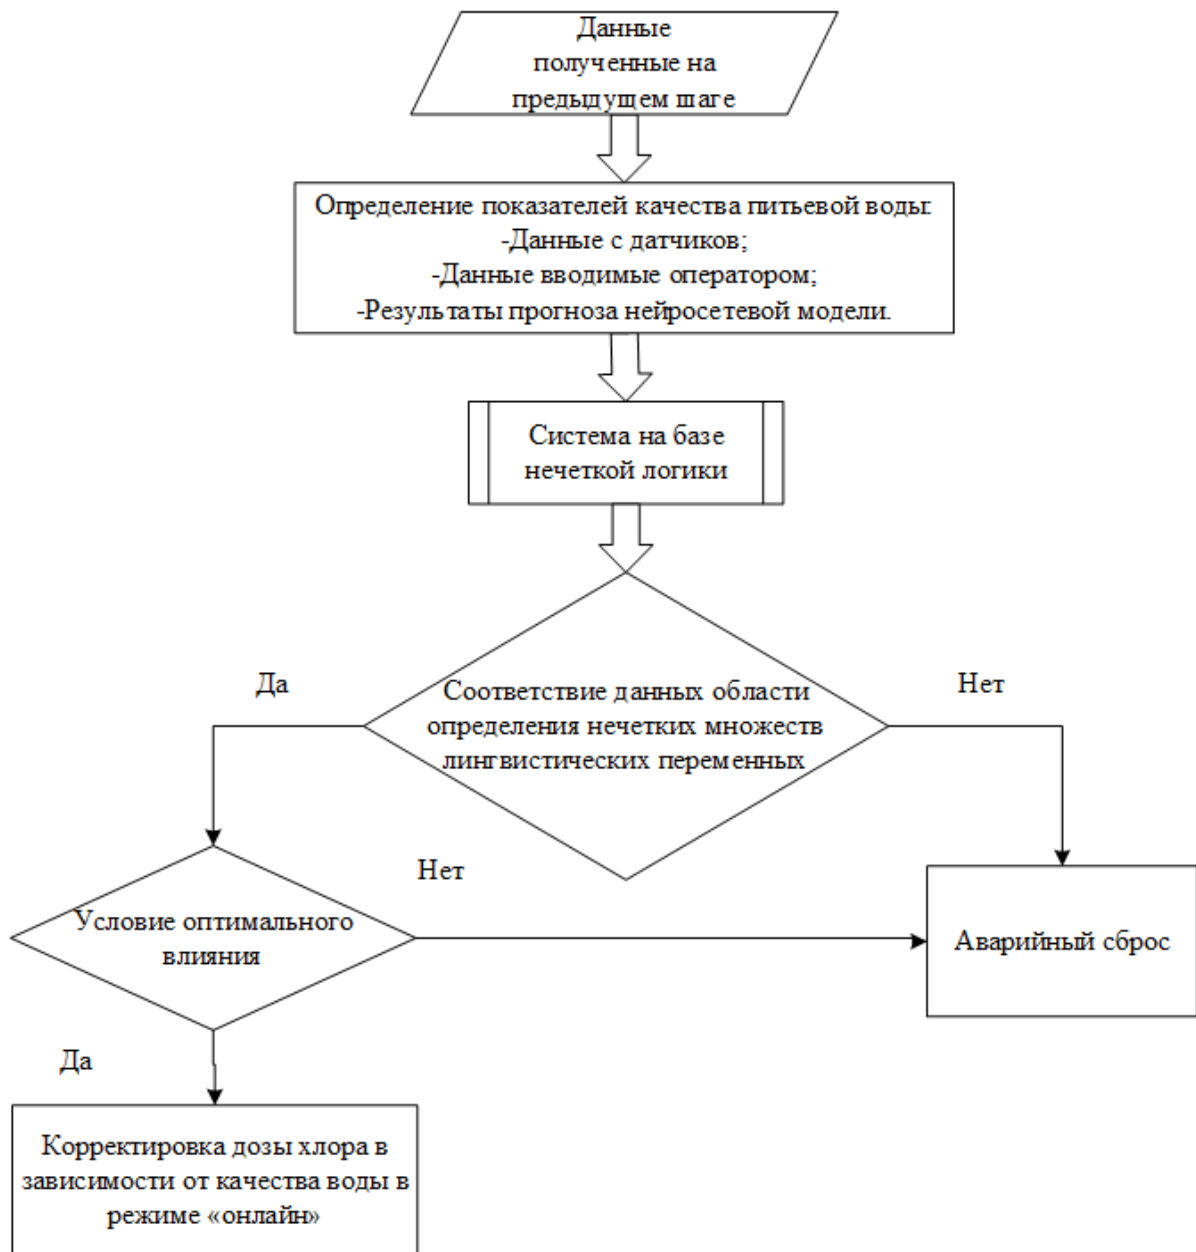 Данные
полученные на
предыдущем шаге
Определение показателей качества питьевой воды:
-Данные с датчиков;
-Данные вводимые оператором;
-Результаты прогноза нейросетевой модели.
Система на базе
нечеткой логики
Да
Нет
Соответствие данных области
определения нечетких множеств
лингвистических переменных
Нет
Условие оптимального
влияния
Аварийный сброс
Да
Корректировка дозы хлора в
зависимости от качества воды в
режиме «онлайн»